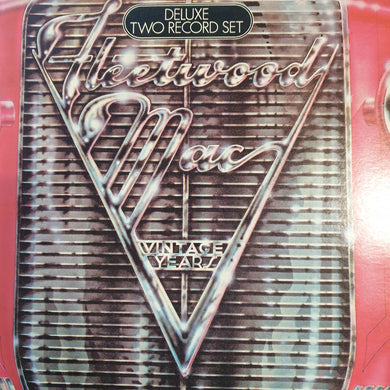 DELUXE
TWO RECORD SET
Fleetwood
Mac
VINTAGE
YEARS